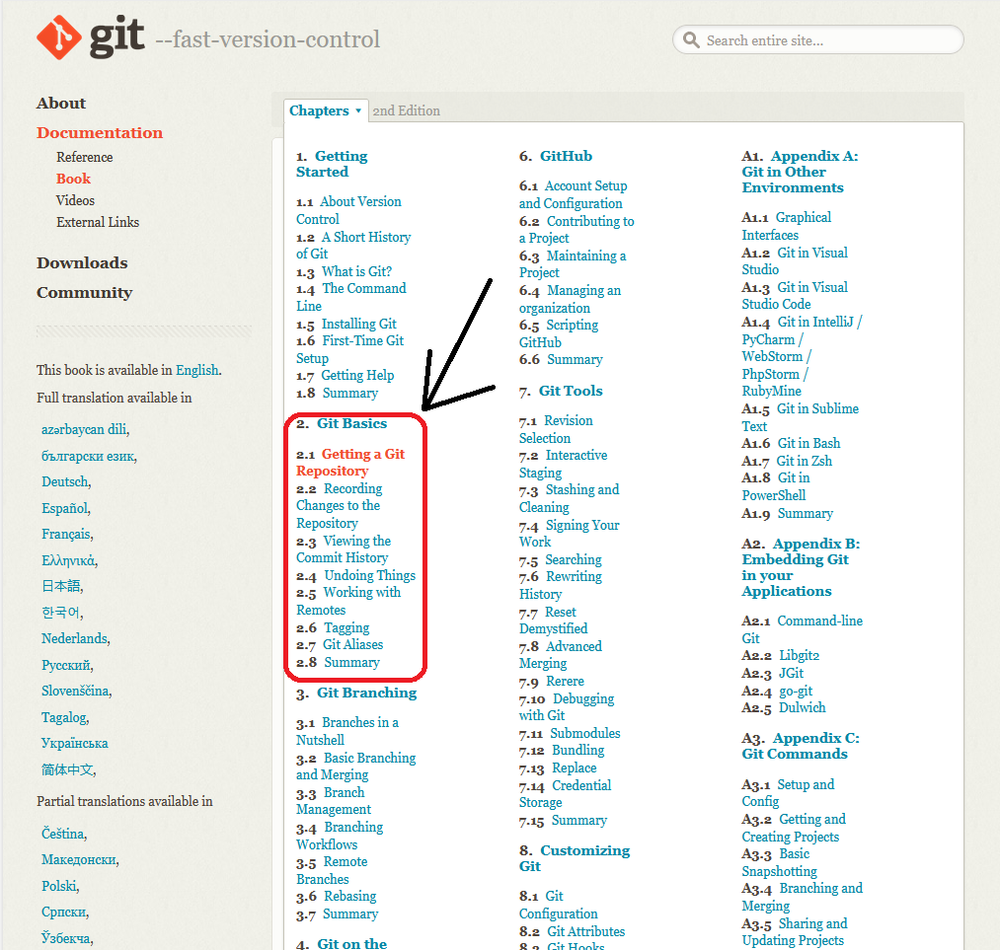 git --fast-version-control
Search entire site...
About
Documentation
Reference
Book
Videos
External Links
Downloads
Community
This book is available in English.
Full translation available in
azərbaycan dili,
български език,
Deutsch,
Español,
Français,
Ελληνικά,
日本語,
한국어,
Nederlands,
Русский,
Slovenščina,
Tagalog,
Українська
简体中文,
Partial translations available in
Čeština,
Македонски,
Polski,
Српски,
Ўзбекча,
Chapters ▾ 2nd Edition
1. Getting
Started
1.1 About Version
Control
1.2 A Short History
of Git
1.3 What is Git?
1.4 The Command
Line
1.5 Installing Git
1.6 First-Time Git
Setup
1.7 Getting Help
1.8 Summary
2. Git Basics
2.1 Getting a Git
Repository
2.2 Recording
Changes to the
Repository
2.3 Viewing the
Commit History
2.4 Undoing Things
2.5 Working with
Remotes
2.6 Tagging
2.7 Git Aliases
2.8 Summary
3. Git Branching
3.1 Branches in a
Nutshell
3.2 Basic Branching
and Merging
3.3 Branch
Management
3.4 Branching
Workflows
3.5 Remote
Branches
3.6 Rebasing
3.7 Summary
4. Git on the
6. GitHub
6.1 Account Setup
and Configuration
6.2 Contributing to
a Project
6.3 Maintaining a
Project
6.4 Managing an
organization
6.5 Scripting
GitHub
6.6 Summary
7. Git Tools
7.1 Revision
Selection
7.2 Interactive
Staging
7.3 Stashing and
Cleaning
7.4 Signing Your
Work
7.5 Searching
7.6 Rewriting
History
7.7 Reset
Demystified
7.8 Advanced
Merging
7.9 Rerere
7.10 Debugging
with Git
7.11 Submodules
7.12 Bundling
7.13 Replace
7.14 Credential
Storage
7.15 Summary
8. Customizing
Git
8.1 Git
Configuration
8.2 Git Attributes
8.3 Git Hooks
A1. Appendix A:
Git in Other
Environments
A1.1 Graphical
Interfaces
A1.2 Git in Visual
Studio
A1.3 Git in Visual
Studio Code
A1.4 Git in IntelliJ /
PyCharm /
WebStorm /
PhpStorm /
RubyMine
A1.5 Git in Sublime
Text
A1.6 Git in Bash
A1.7 Git in Zsh
A1.8 Git in
PowerShell
A1.9 Summary
A2. Appendix B:
Embedding Git
in your
Applications
A2.1 Command-line
Git
A2.2 Libgit2
A2.3 JGit
A2.4 go-git
A2.5 Dulwich
A3. Appendix C:
Git Commands
A3.1 Setup and
Config
A3.2 Getting and
Creating Projects
A3.3 Basic
Snapshotting
A3.4 Branching and
Merging
A3.5 Sharing and
Updating Projects